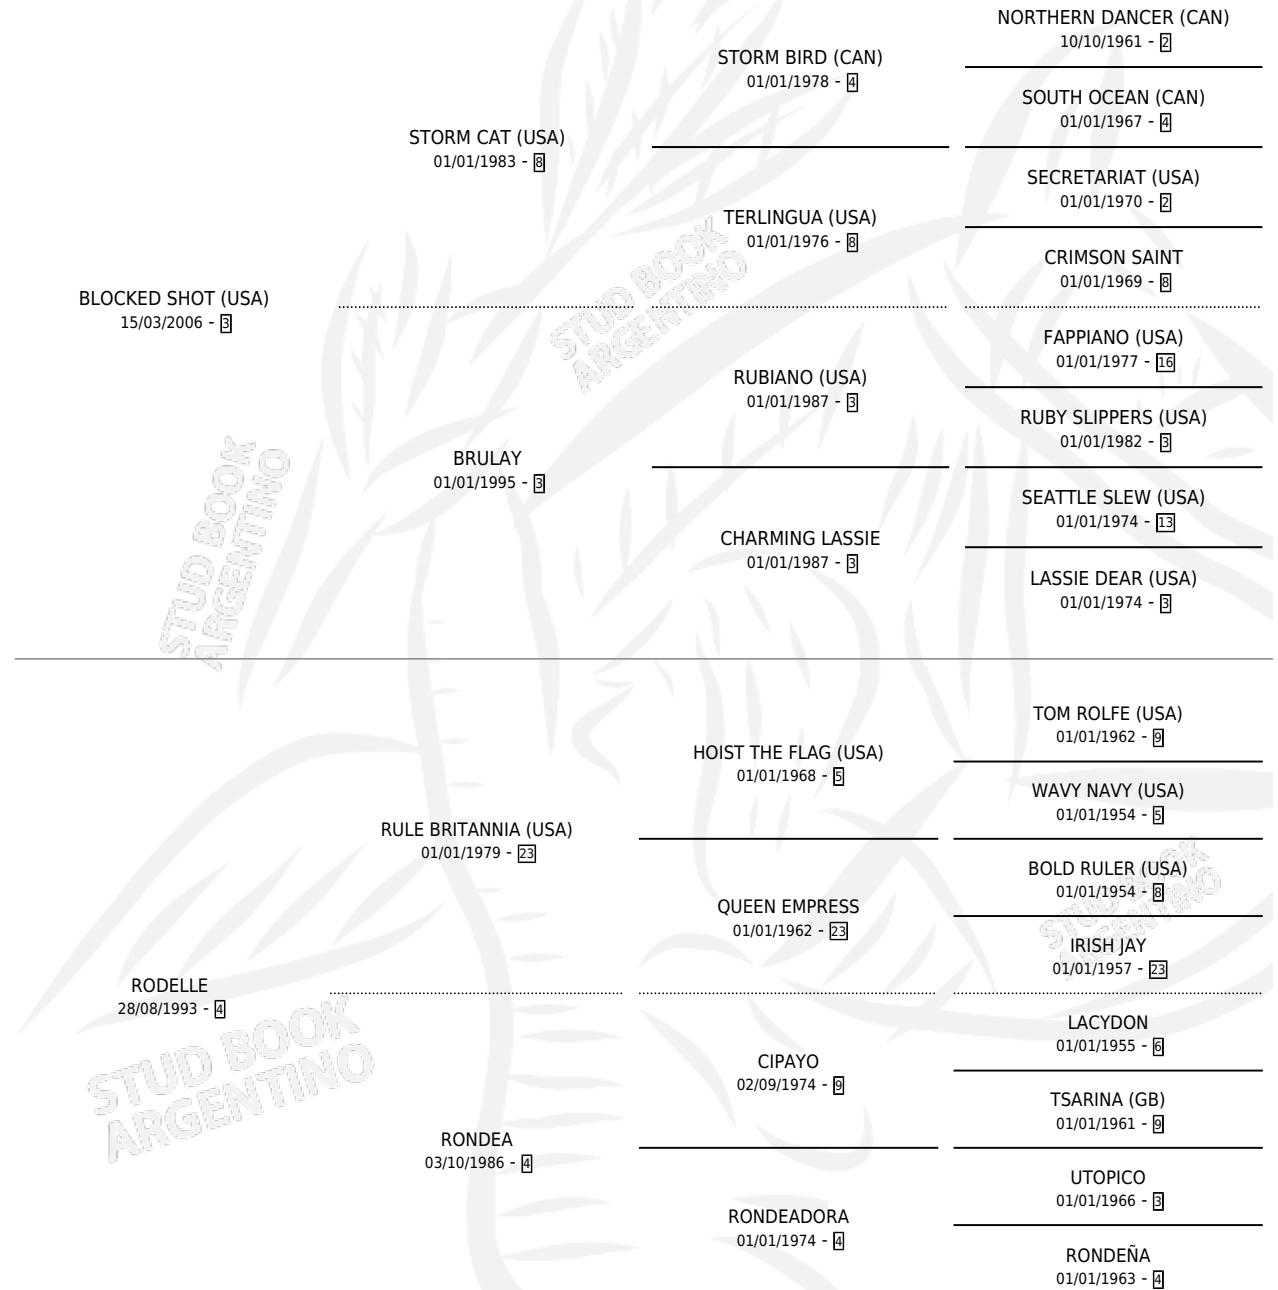 NORTHERN DANCER (CAN)
10/10/1961 - 2
STORM BIRD (CAN)
01/01/1978 - 4
SOUTH OCEAN (CAN)
01/01/1967 - 4
STORM CAT (USA)
01/01/1983 - 8
SECRETARIAT (USA)
01/01/1970 - 2
TERLINGUA (USA)
01/01/1976 - 8
CRIMSON SAINT
01/01/1969 - 8
BLOCKED SHOT (USA)
15/03/2006 - 3
STUD BOOK
ARGENTINO
FAPPIANO (USA)
01/01/1977 - 16
RUBIANO (USA)
01/01/1987 - 3
RUBY SLIPPERS (USA)
01/01/1982 - 3
BRULAY
01/01/1995 - 3
SEATTLE SLEW (USA)
01/01/1974 - 13
CHARMING LASSIE
01/01/1987 - 3
LASSIE DEAR (USA)
01/01/1974 - 3
STUD BOOK
ARGENTINO
TOM ROLFE (USA)
01/01/1962 - 9
HOIST THE FLAG (USA)
01/01/1968 - 5
WAVY NAVY (USA)
01/01/1954 - 5
RULE BRITANNIA (USA)
01/01/1979 - 23
BOLD RULER (USA)
01/01/1954 - 8
QUEEN EMPRESS
01/01/1962 - 23
IRISH JAY
01/01/1957 - 23
STUD BOOK
ARGENTINO
RODELLE
28/08/1993 - 4
LACYDON
01/01/1955 - 6
CIPAYO
02/09/1974 - 9
TSARINA (GB)
01/01/1961 - 9
STUD BOOK
ARGENTINO
RONDEA
03/10/1986 - 4
UTOPICO
01/01/1966 - 3
RONDEADORA
01/01/1974 - 4
RONDEÑA
01/01/1963 - 4